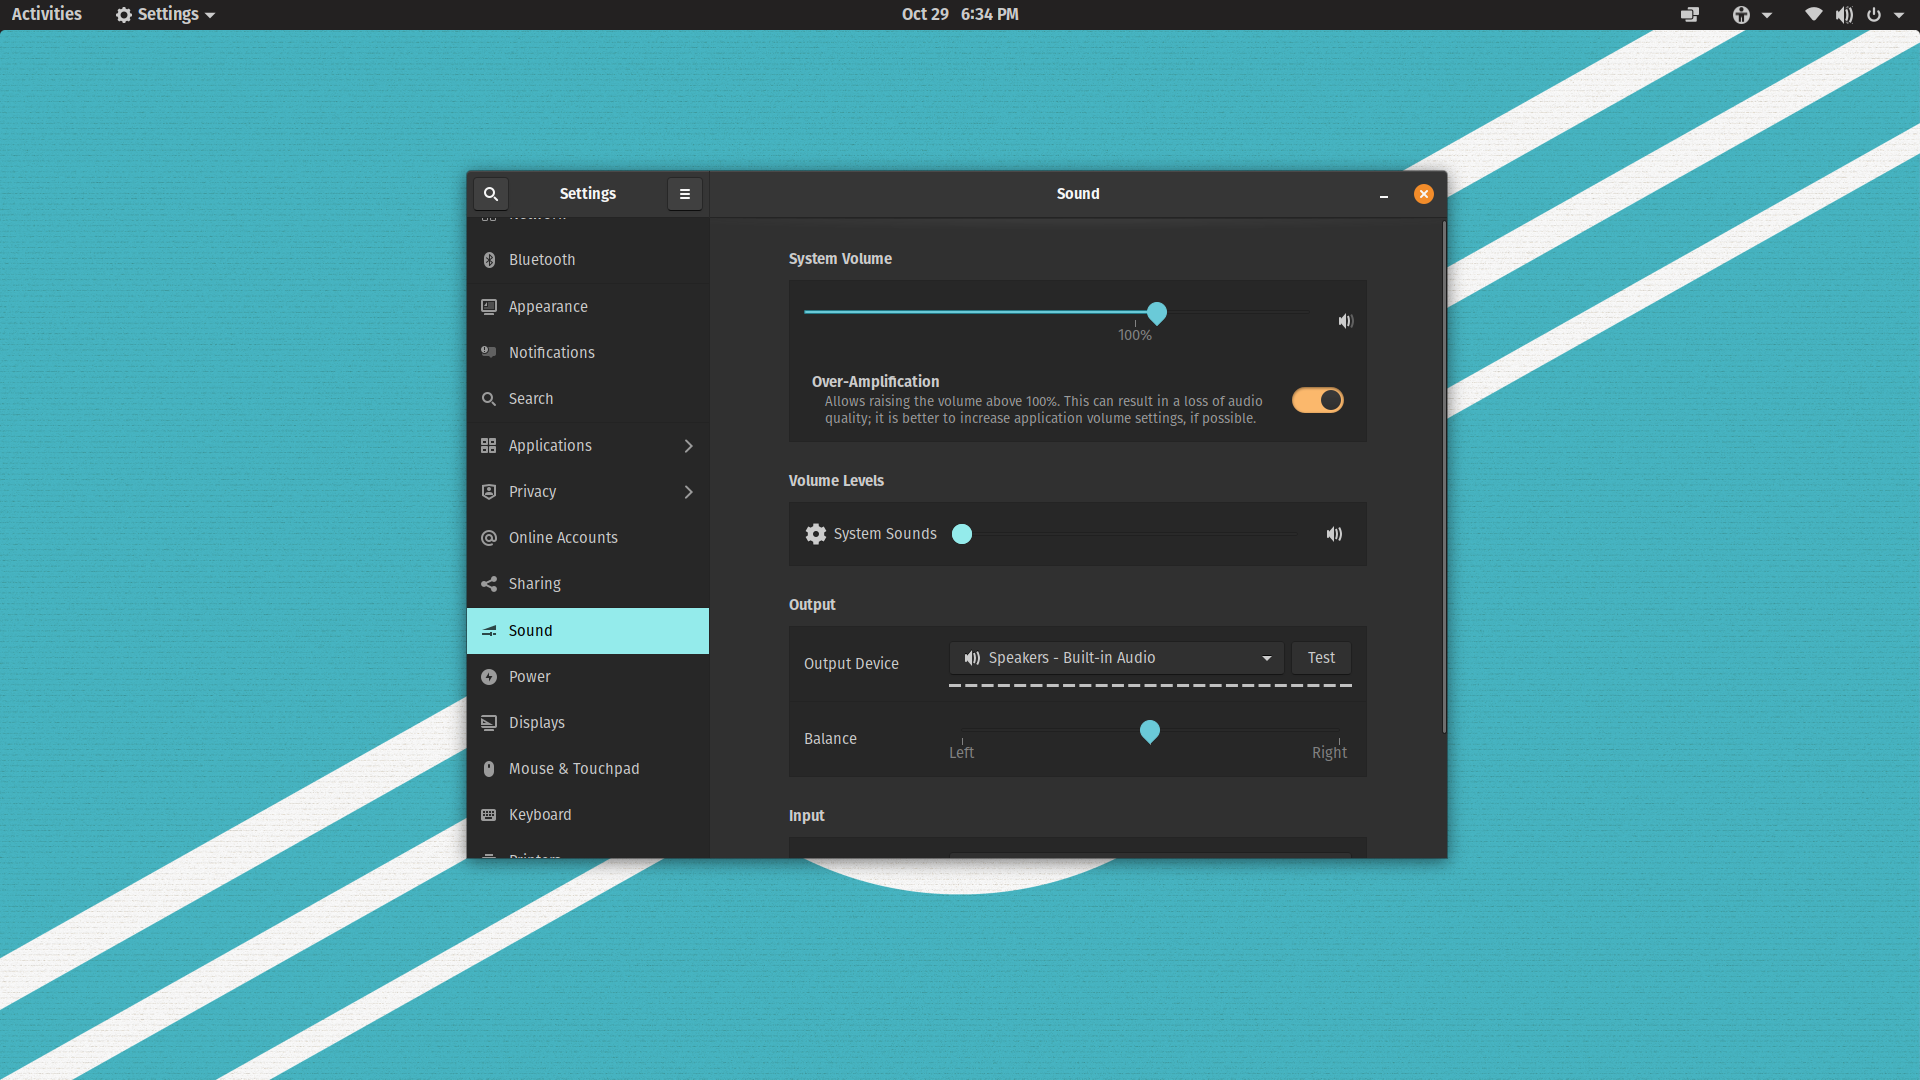 Activities
Settings
Oct 29 6:34 PM
Settings
Sound
Network
Bluetooth
Appearance
Notifications
Search
Applications
Privacy
Online Accounts
Sharing
Sound
Power
Displays
Mouse & Touchpad
Keyboard
Printers
System Volume
100%
Over-Amplification
Allows raising the volume above 100%. This can result in a loss of audio
quality; it is better to increase application volume settings, if possible.
Volume Levels
System Sounds
Output
Output Device
Speakers - Built-in Audio
Test
Balance
Left
Right
Input